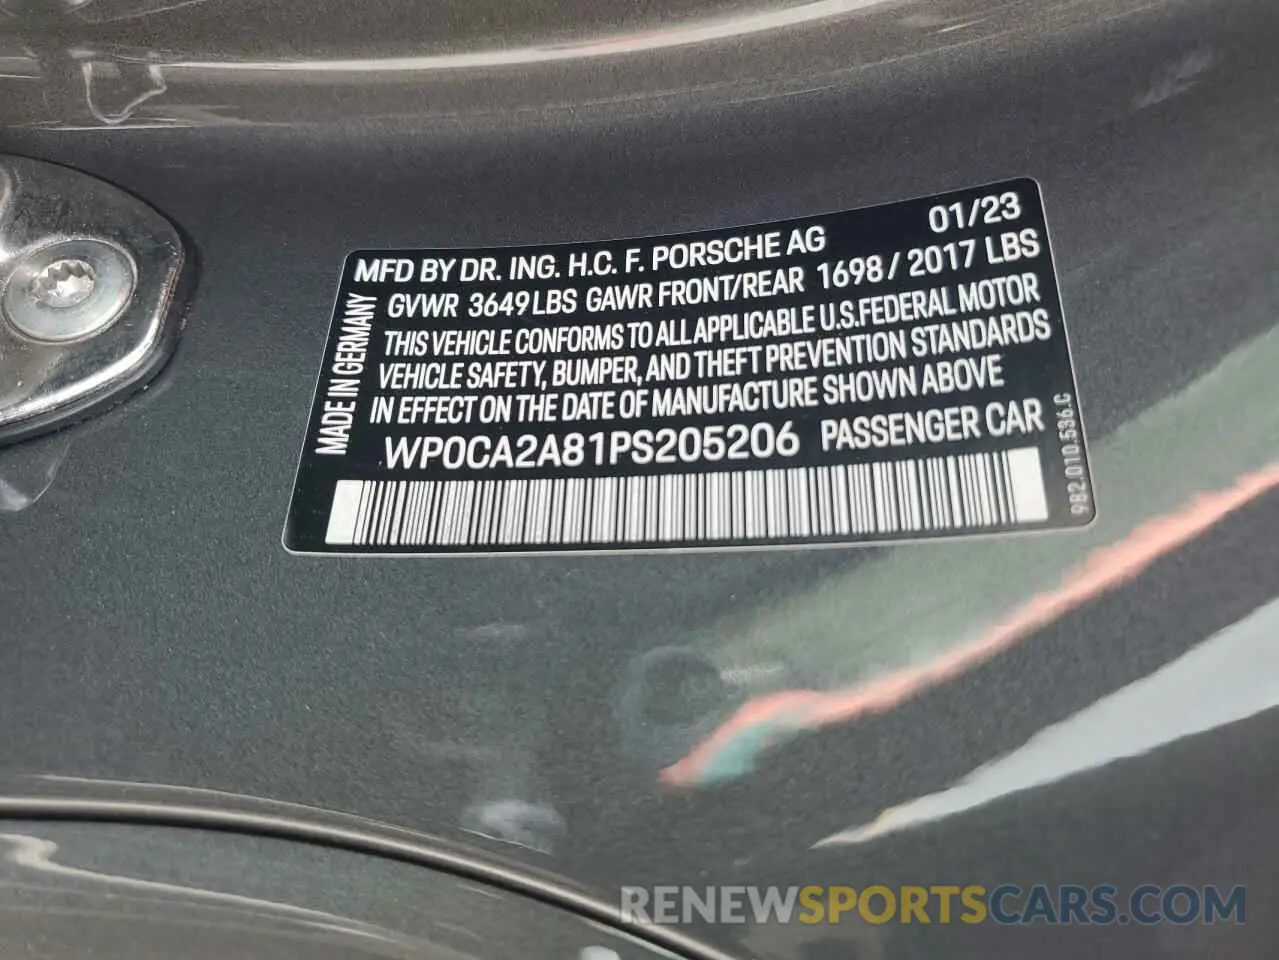 MFD BY DR. ING. H.C. F. PORSCHE AG 01/23
GVWR 3649LBS GAWR FRONT/REAR 1698/2017 LBS
THIS VEHICLE CONFORMS TO ALL APPLICABLE U.S.FEDERAL MOTOR
VEHICLE SAFETY, BUMPER, AND THEFT PREVENTION STANDARDS
IN EFFECT ON THE DATE OF MANUFACTURE SHOWN ABOVE
WP0CA2A81PS205206 PASSENGER CAR
MADE IN GERMANY
982.010.536.C
RENEWSPORTSCARS.COM